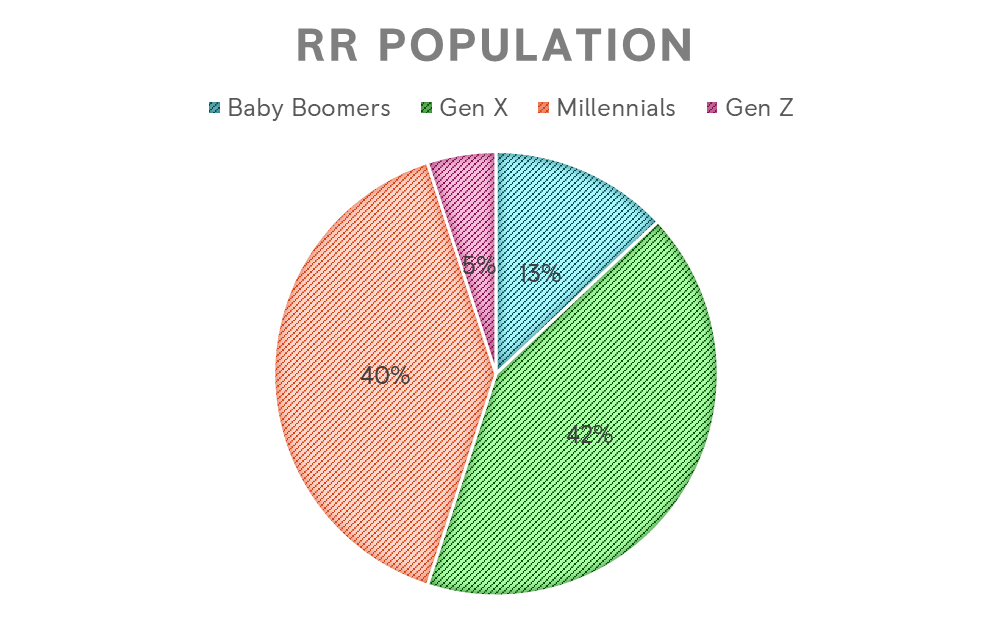 RR POPULATION
Baby Boomers Gen X Millennials Gen Z
5% 13%
40%
42%